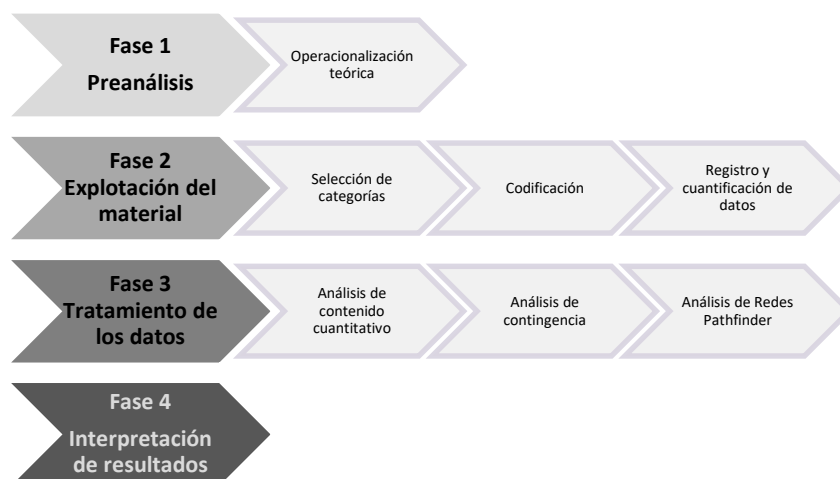 Fase 1
Preanálisis
Operacionalización
teórica
Fase 2
Explotación del
material
Selección de
categorías
Codificación
Registro y
cuantificación de
datos
Fase 3
Tratamiento de
los datos
Análisis de
contenido
cuantitativo
Análisis de
contingencia
Análisis de Redes
Pathfinder
Fase 4
Interpretación
de resultados